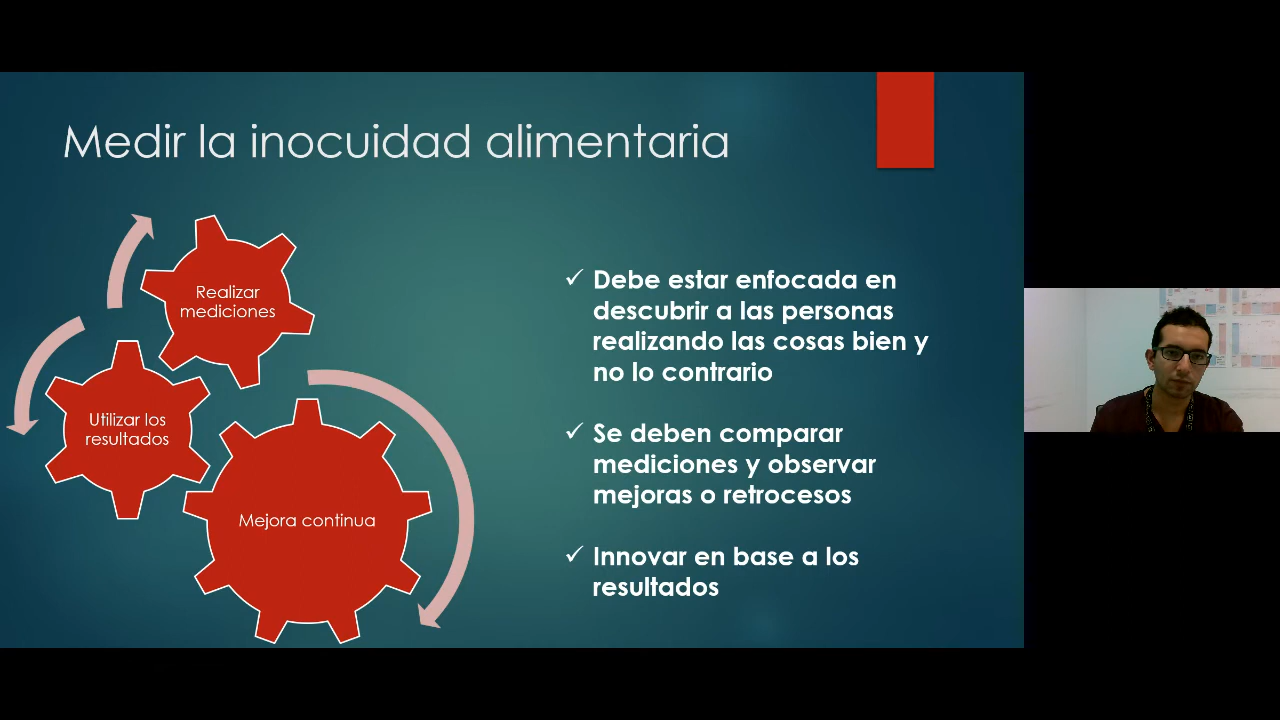 Medir la inocuidad alimentaria
Realizar
mediciones
Utilizar los
resultados
Mejora continua
✓ Debe estar enfocada en
descubrir a las personas
realizando las cosas bien y
no lo contrario
✓ Se deben comparar
mediciones y observar
mejoras o retrocesos
✓ Innovar en base a los
resultados